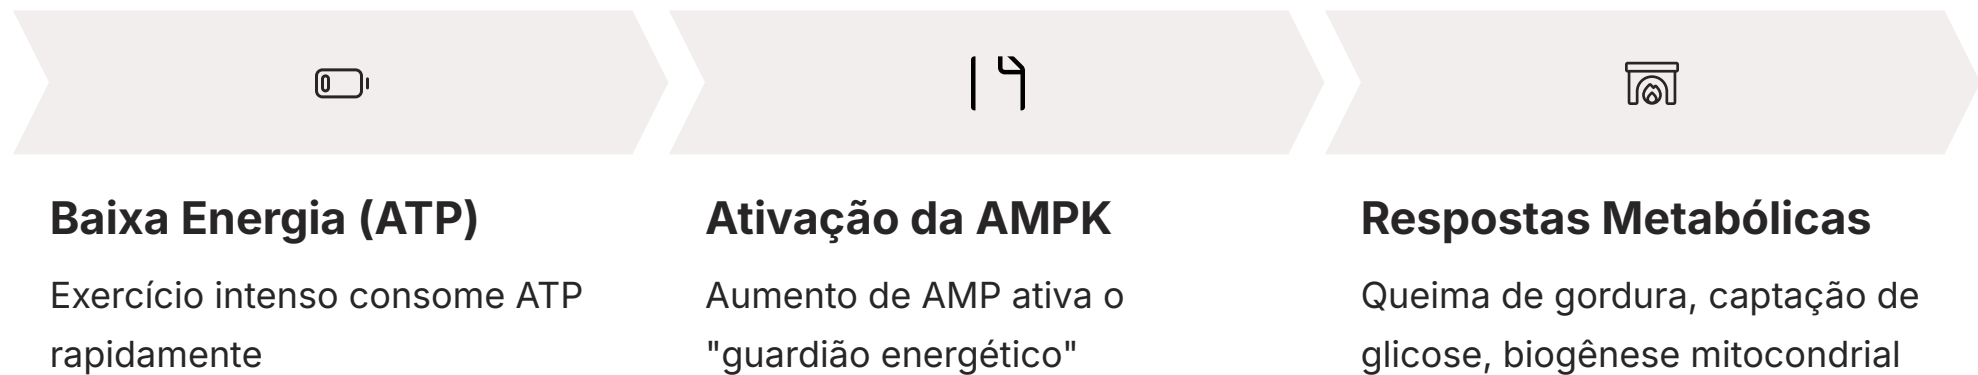 Baixa Energia (ATP)
Exercício intenso consome ATP
rapidamente
Ativação da AMPK
Aumento de AMP ativa o
"guardião energético"
Respostas Metabólicas
Queima de gordura, captação de
glicose, biogênese mitocondrial